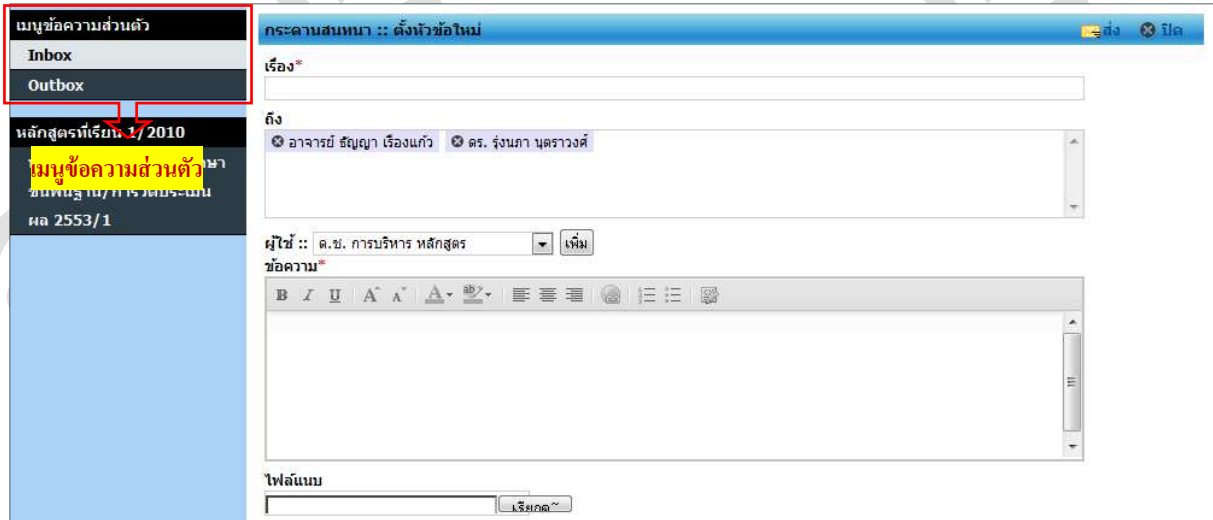 เมนูข้อความส่วนตัว
Inbox
Outbox
หลักสูตรที่เรียน 1/2010
เมนูข้อความส่วนตัว
ผล 2553/1
กระดานสนทนา :: ตั้งหัวข้อใหม่
ส่ง ปิด
เรื่อง*
ถึง
อาจารย์ ธัญญา เรืองแก้ว ดร. รุ่งนภา นุตราวงศ์
ผู้ใช้ :: ด.ช. การบริหาร หลักสูตร เพิ่ม
ข้อความ*
ไฟล์แนบ
เรียกดู~